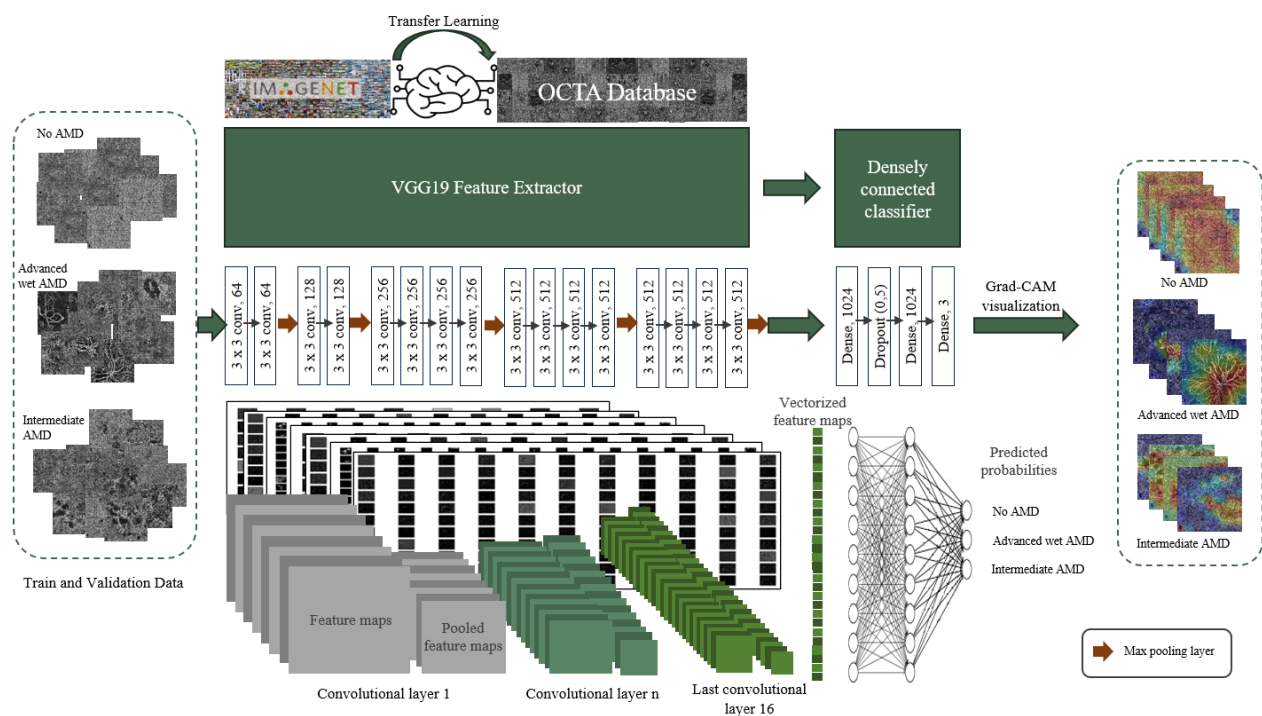 Transfer Learning
IMAGENET
OCTA Database
No AMD
Advanced
wet AMD
Intermediate
AMD
Train and Validation Data
VGG19 Feature Extractor
Densely
connected
classifier
3 x 3 conv, 64
3 x 3 conv, 64
3 x 3 conv, 128
3 x 3 conv, 128
3 x 3 conv, 256
3 x 3 conv, 256
3 x 3 conv, 256
3 x 3 conv, 256
3 x 3 conv, 512
3 x 3 conv, 512
3 x 3 conv, 512
3 x 3 conv, 512
3 x 3 conv, 512
3 x 3 conv, 512
3 x 3 conv, 512
3 x 3 conv, 512
Dense, 1024
Dropout (0,5)
Dense, 1024
Dense, 3
Grad-CAM
visualization
No AMD
Advanced wet AMD
Intermediate AMD
Vectorized
feature maps
Predicted
probabilities
No AMD
Advanced wet AMD
Intermediate AMD
Feature maps
Pooled
feature maps
Convolutional layer 1
Convolutional layer n
Last convolutional
layer 16
Max pooling layer